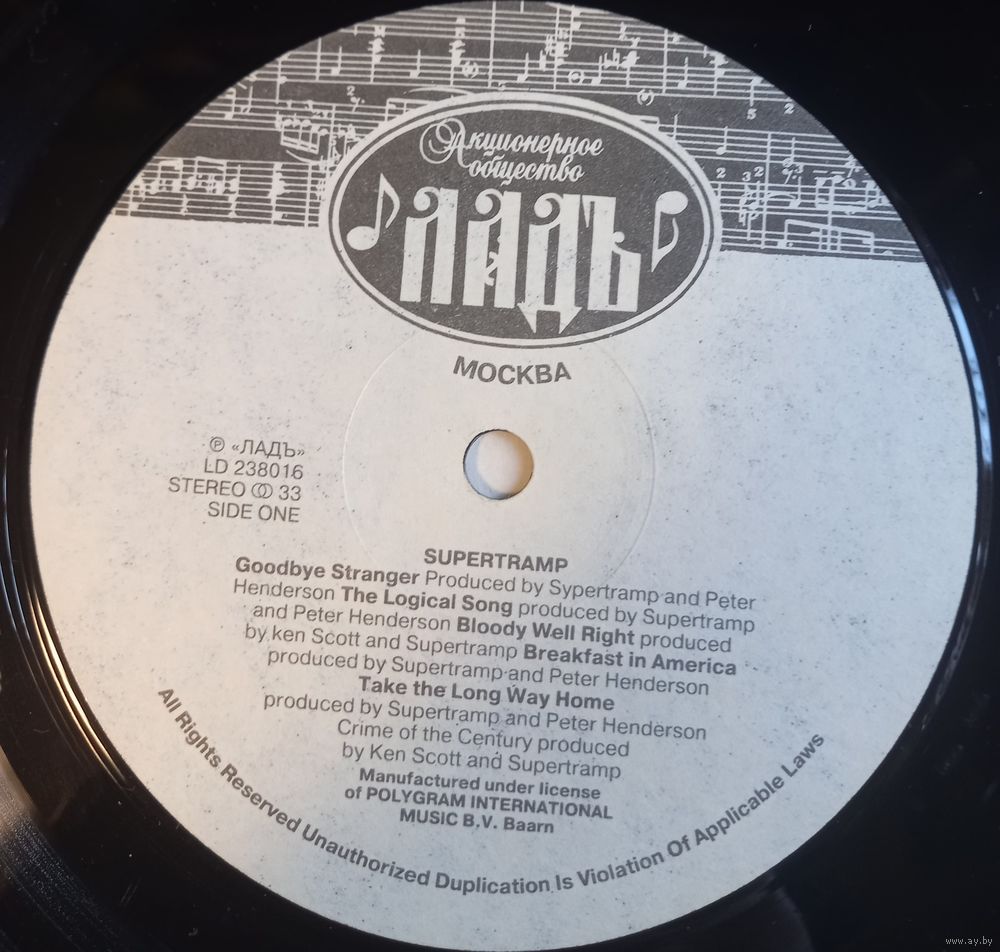 Акционерное
общество
ЛАДЪ
МОСКВА
℗ «ЛАДЪ»
LD 238016
STEREO 33
SIDE ONE
SUPERTRAMP
Goodbye Stranger Produced by Sypertramp and Peter
Henderson The Logical Song produced by Supertramp
and Peter Henderson Bloody Well Right produced
by ken Scott and Supertramp Breakfast in America
produced by Supertramp and Peter Henderson
Take the Long Way Home
produced by Supertramp and Peter Henderson
Crime of the Century produced
by Ken Scott and Supertramp
Manufactured under license
of POLYGRAM INTERNATIONAL
MUSIC B.V. Baarn
All Rights Reserved Unauthorized Duplication Is Violation Of Applicable Laws
www.ay.by